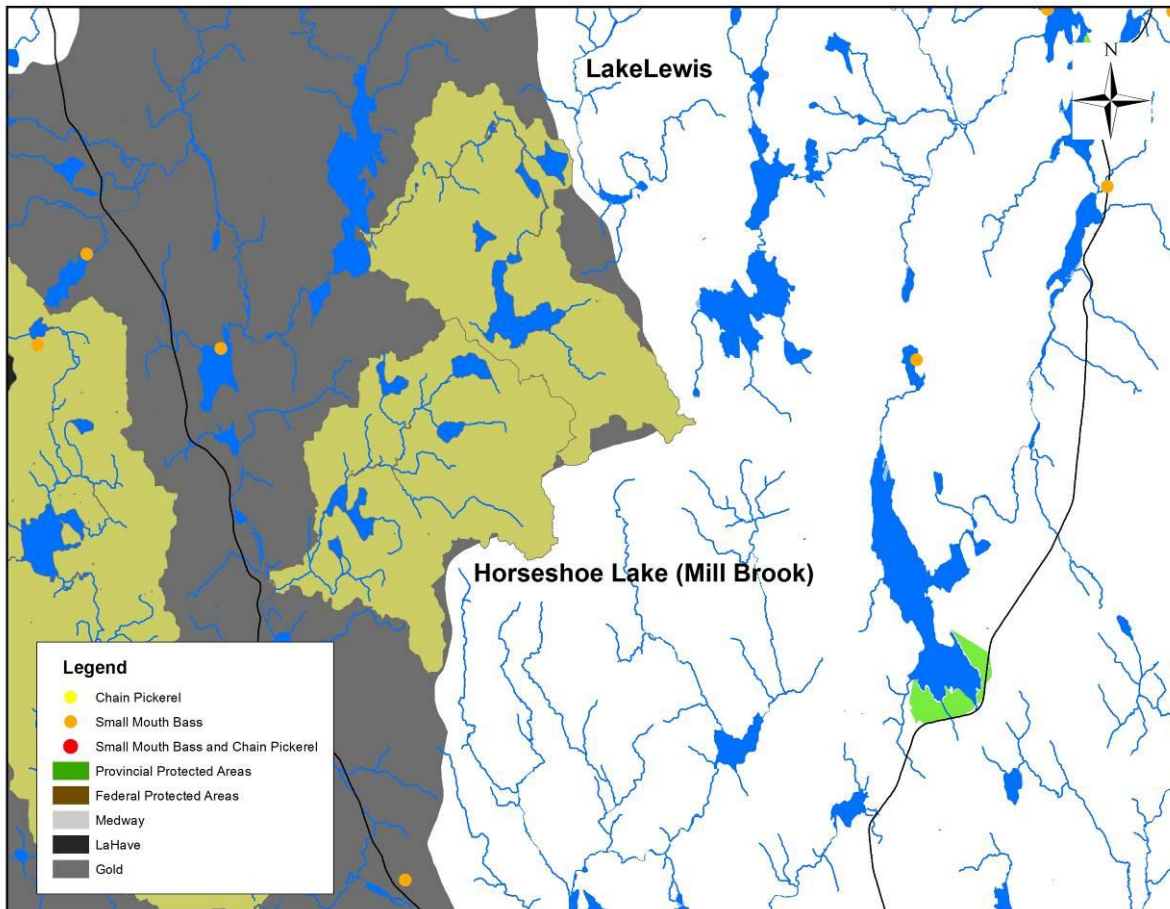 N
LakeLewis
Horseshoe Lake (Mill Brook)
Legend
Chain Pickerel
Small Mouth Bass
Small Mouth Bass and Chain Pickerel
Provincial Protected Areas
Federal Protected Areas
Medway
LaHave
Gold